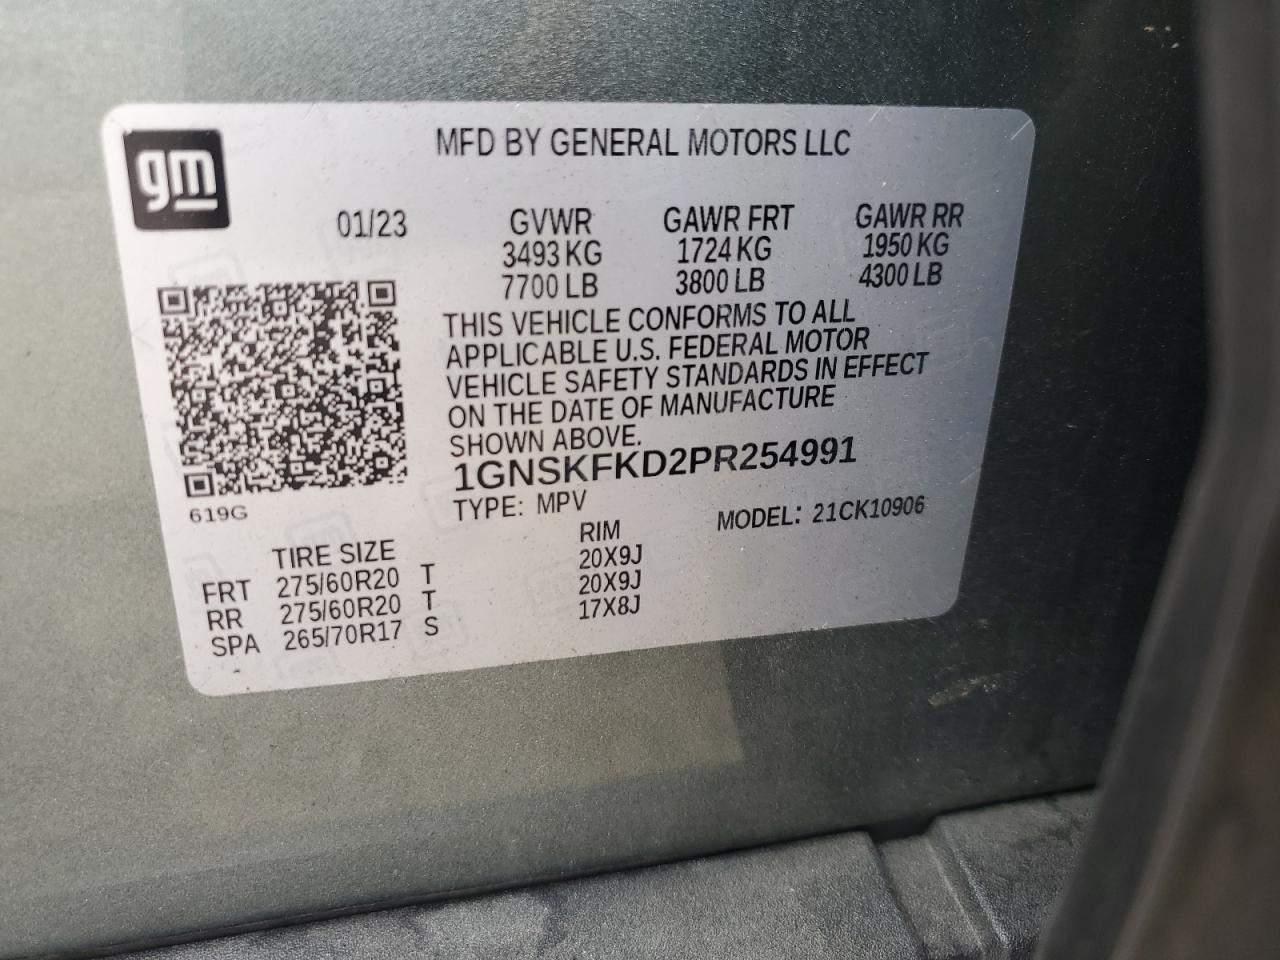 gm
MFD BY GENERAL MOTORS LLC
01/23 GVWR GAWR FRT GAWR RR
3493 KG 1724 KG 1950 KG
7700 LB 3800 LB 4300 LB
THIS VEHICLE CONFORMS TO ALL
APPLICABLE U.S. FEDERAL MOTOR
VEHICLE SAFETY STANDARDS IN EFFECT
ON THE DATE OF MANUFACTURE
SHOWN ABOVE.
1GNSKFKD2PR254991
619G
TYPE: MPV MODEL: 21CK10906
TIRE SIZE RIM
FRT 275/60R20 T 20X9J
RR 275/60R20 T 20X9J
SPA 265/70R17 S 17X8J
-